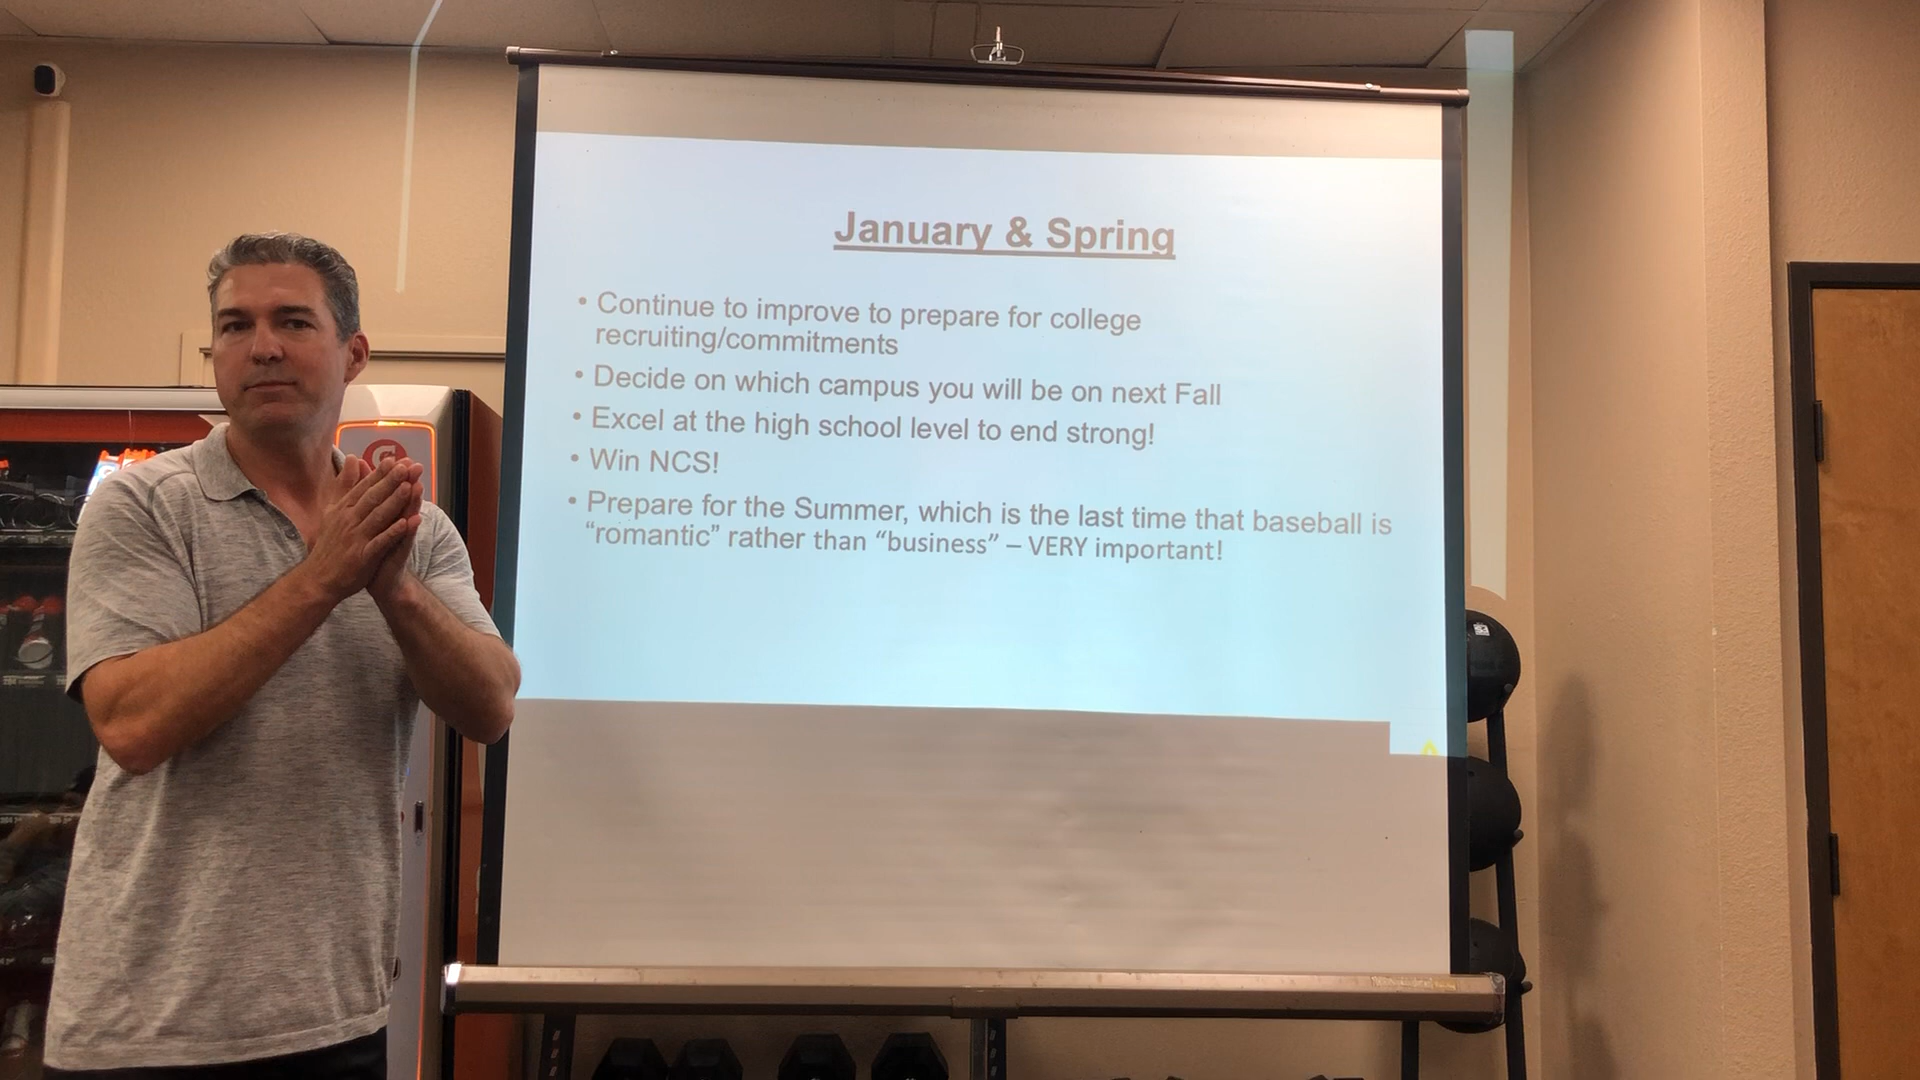 January & Spring
• Continue to improve to prepare for college
recruiting/commitments
• Decide on which campus you will be on next Fall
• Excel at the high school level to end strong!
• Win NCS!
• Prepare for the Summer, which is the last time that baseball is
“romantic” rather than “business” – VERY important!
G